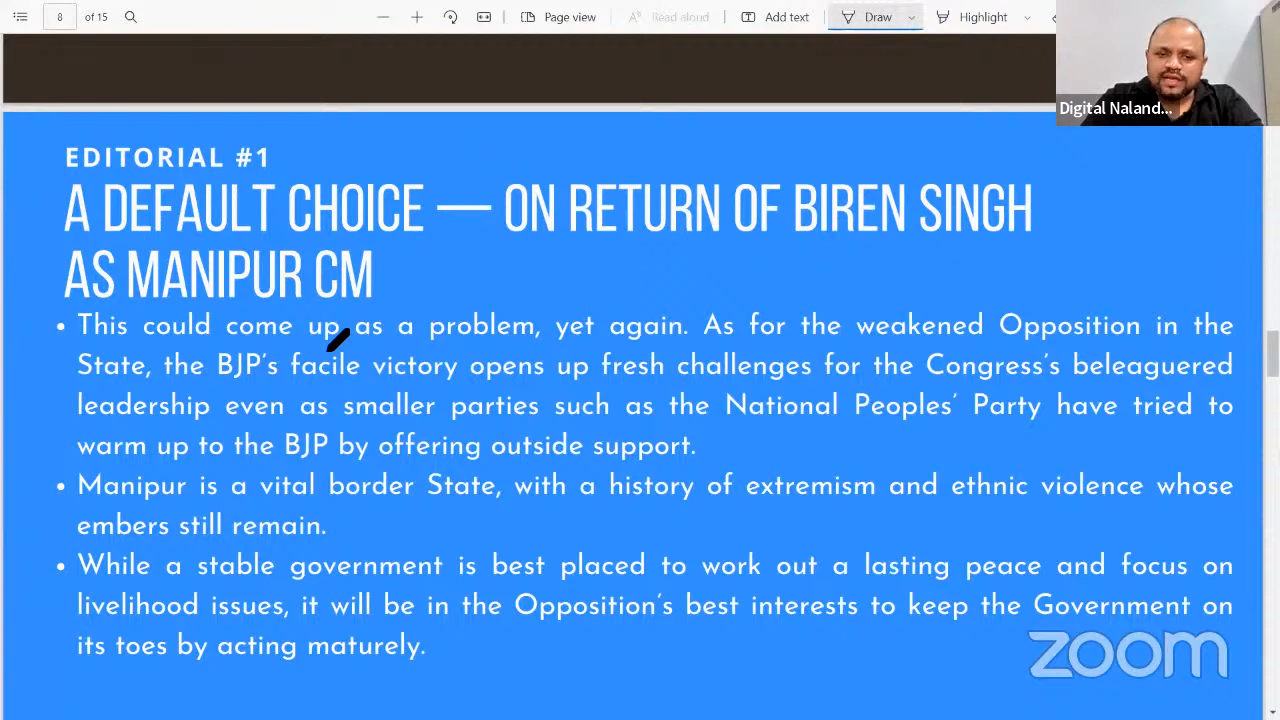 8 of 15
Page view
Read aloud
Add text
Draw
Highlight
Digital Naland...
EDITORIAL #1
A DEFAULT CHOICE — ON RETURN OF BIREN SINGH
AS MANIPUR CM
• This could come up as a problem, yet again. As for the weakened Opposition in the
State, the BJP's facile victory opens up fresh challenges for the Congress's beleaguered
leadership even as smaller parties such as the National Peoples' Party have tried to
warm up to the BJP by offering outside support.
• Manipur is a vital border State, with a history of extremism and ethnic violence whose
embers still remain.
• While a stable government is best placed to work out a lasting peace and focus on
livelihood issues, it will be in the Opposition's best interests to keep the Government on
its toes by acting maturely.
zoom